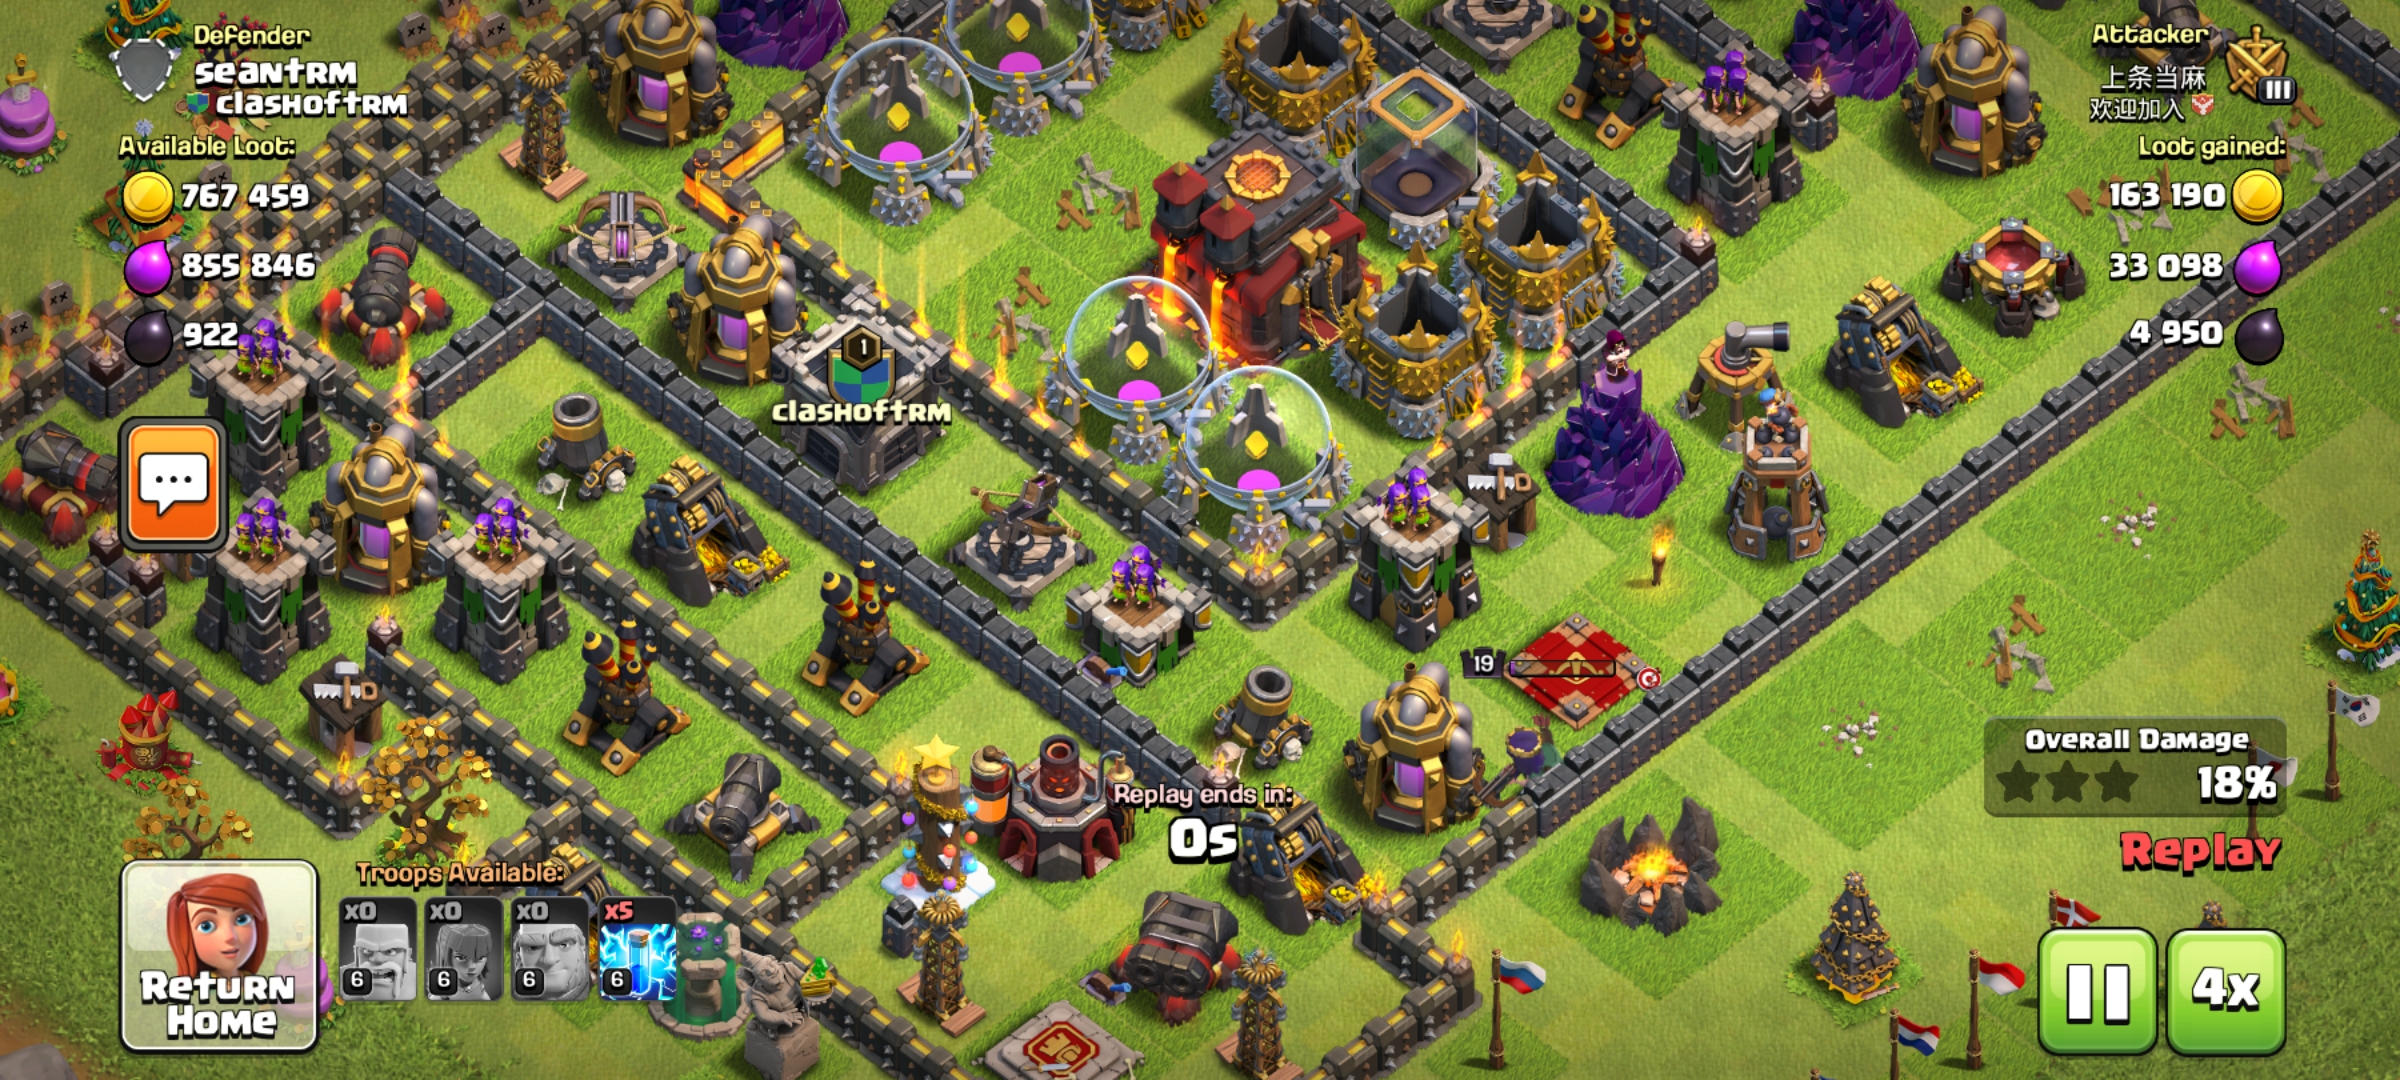 Defender
seantRM
clashoftRM
Available Loot:
767 459
855 846
922
Attacker
上条当麻
欢迎加入
III
Loot gained:
163 190
33 098
4 950
1
clashoftRM
19
Overall Damage
18%
Replay
Replay ends in:
0s
Troops Available:
x0
x0
x0
x5
6
6
6
6
Return
Home
4x